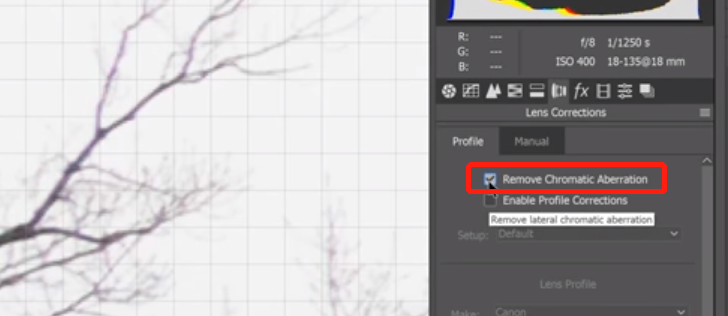 R: ---
G: ---
B: ---
f/8 1/1250 s
ISO 400 18-135@18 mm
fx
Lens Corrections
Profile Manual
Remove Chromatic Aberration
Enable Profile Corrections
Remove lateral chromatic aberration
Setup: Default
Lens Profile
Make: Canon